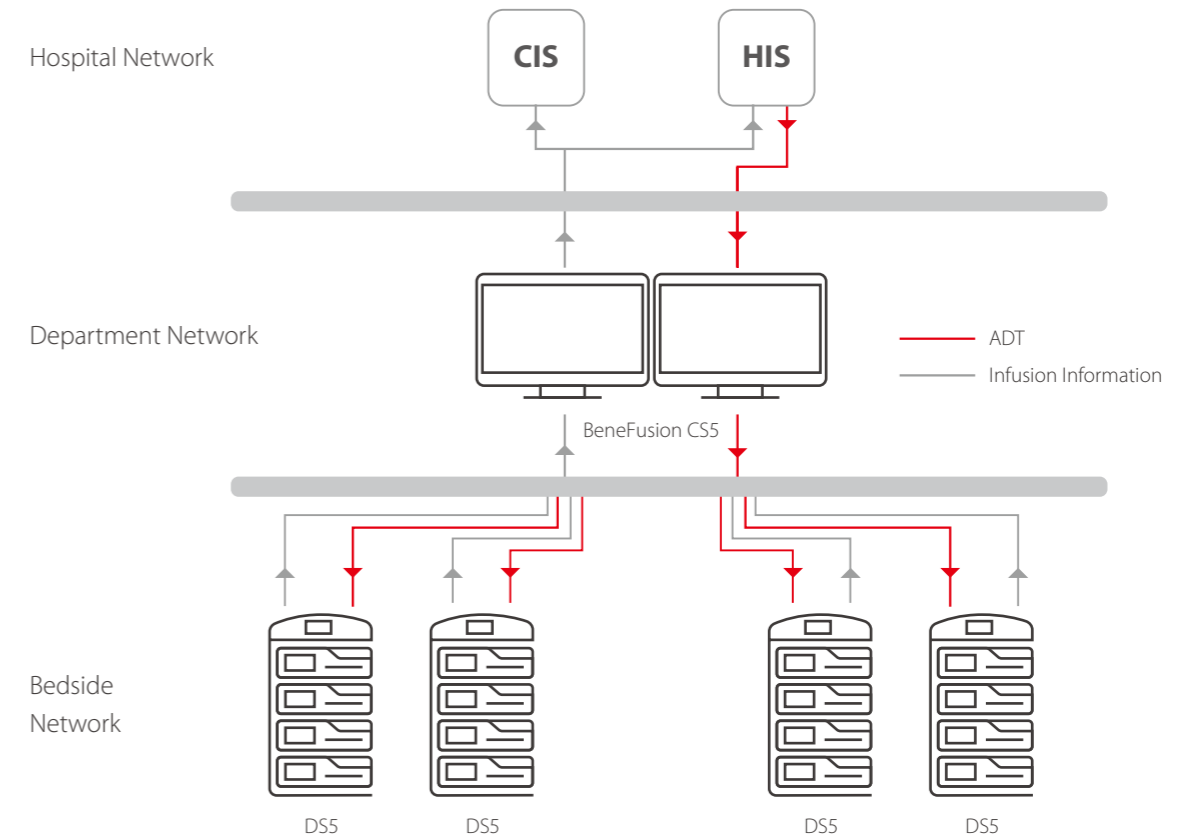 Hospital Network
CIS
HIS
Department Network
ADT
Infusion Information
BeneFusion CS5
Bedside
Network
DS5
DS5
DS5
DS5